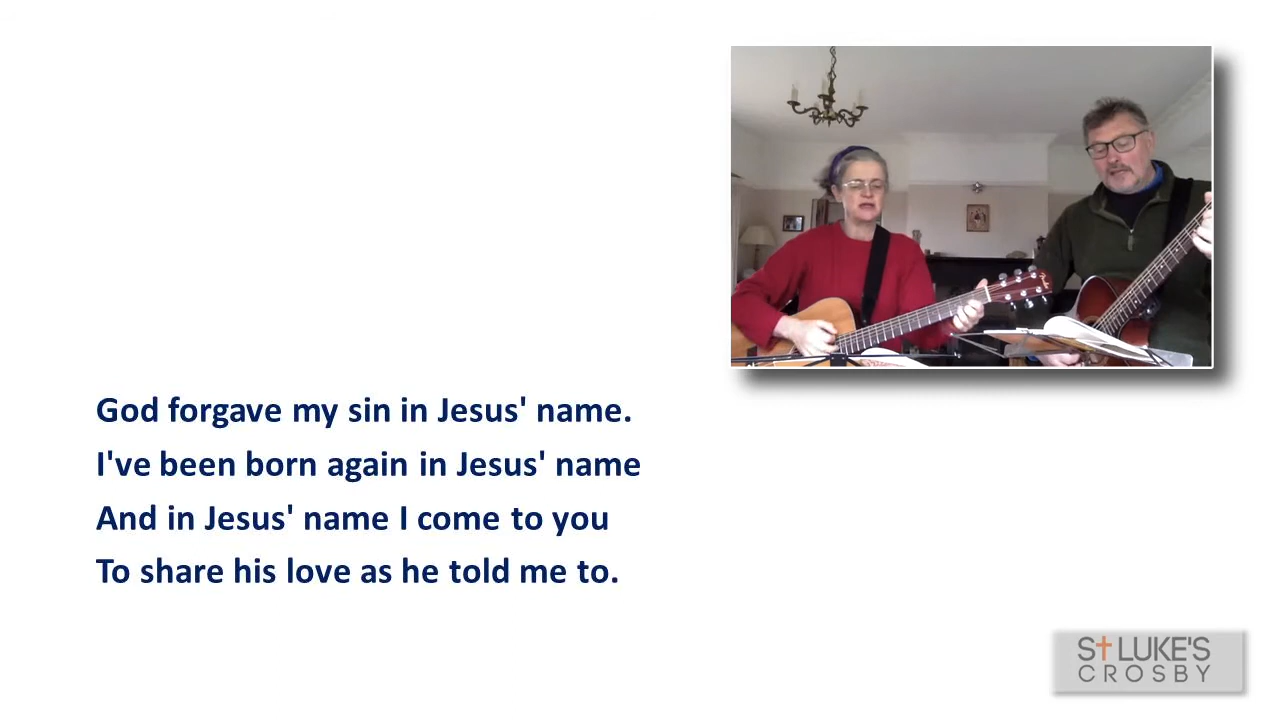 God forgave my sin in Jesus' name.
I've been born again in Jesus' name
And in Jesus' name I come to you
To share his love as he told me to.
ST LUKE'S
CROSBY